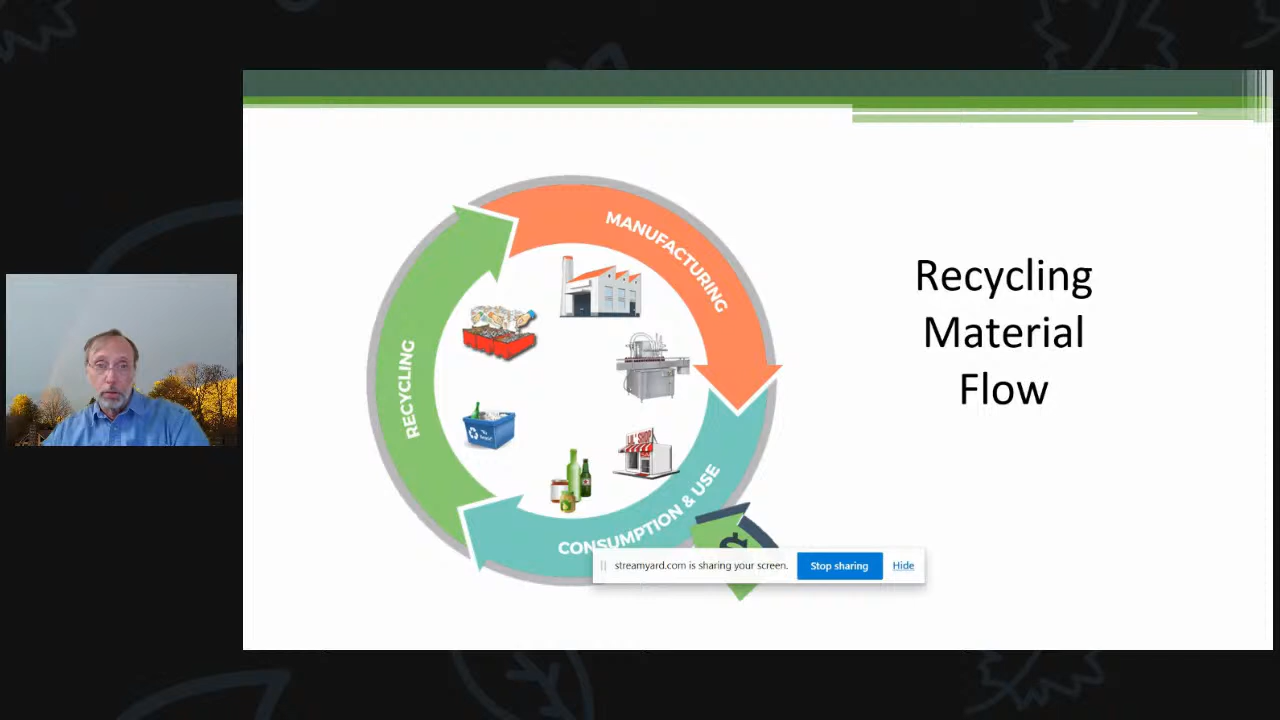 MANUFACTURING
RECYCLING
CONSUMPTION & USE
Recycling
Material
Flow
streamyard.com is sharing your screen.
Stop sharing
Hide